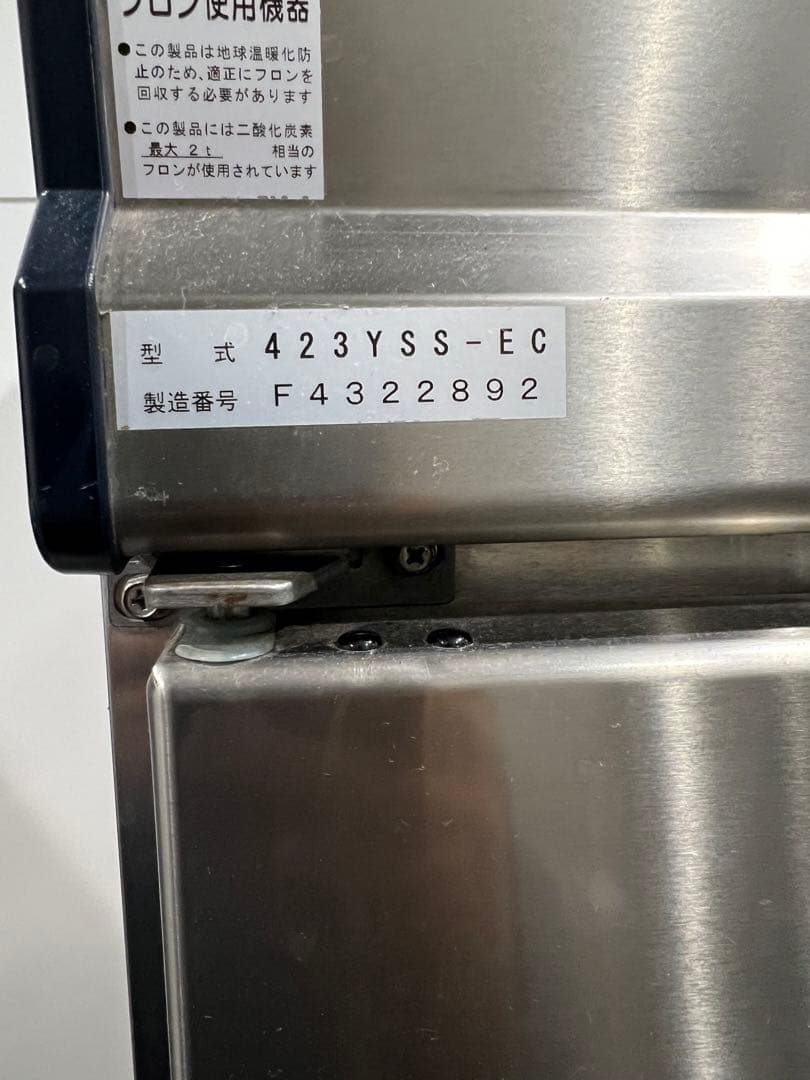 フロン使用機器
●この製品は地球温暖化防
止のため、適正にフロンを
回収する必要があります
●この製品には二酸化炭素
最大 2t 相当の
フロンが使用されています
型 式 423YSS-EC
製造番号 F4322892